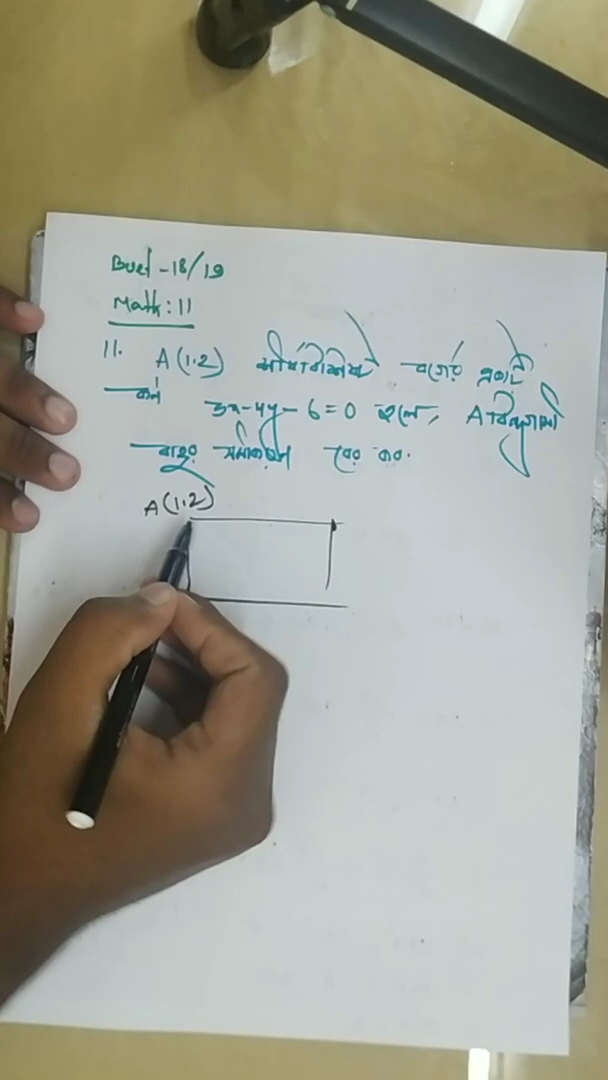 Buet - 18/19
Math: 11
11. A(1,2) শীর্ষবিশিষ্ট বর্গের একটি
কর্ণ 3x-4y-6=0 হলে, A বিন্দুগামী
বাহুর সমীকরণ বের কর.
A(1,2)